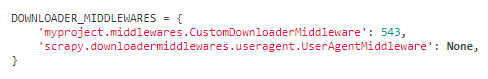 DOWNLOADER_MIDDLEWARES = {
    'myproject.middlewares.CustomDownloaderMiddleware': 543,
    'scrapy.downloadermiddlewares.useragent.UserAgentMiddleware': None,
}